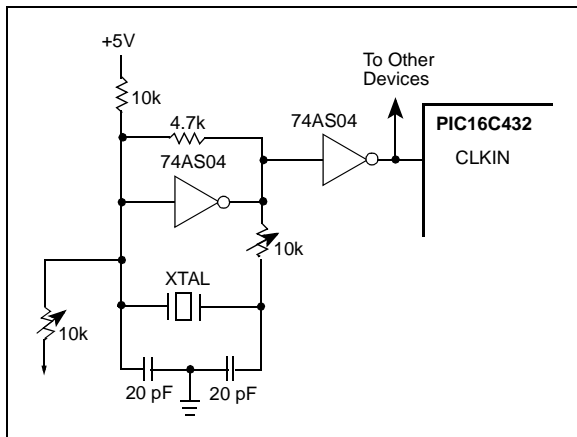 +5V
10k
4.7k
74AS04
74AS04
To Other
Devices
PIC16C432
CLKIN
10k
XTAL
10k
20 pF
20 pF